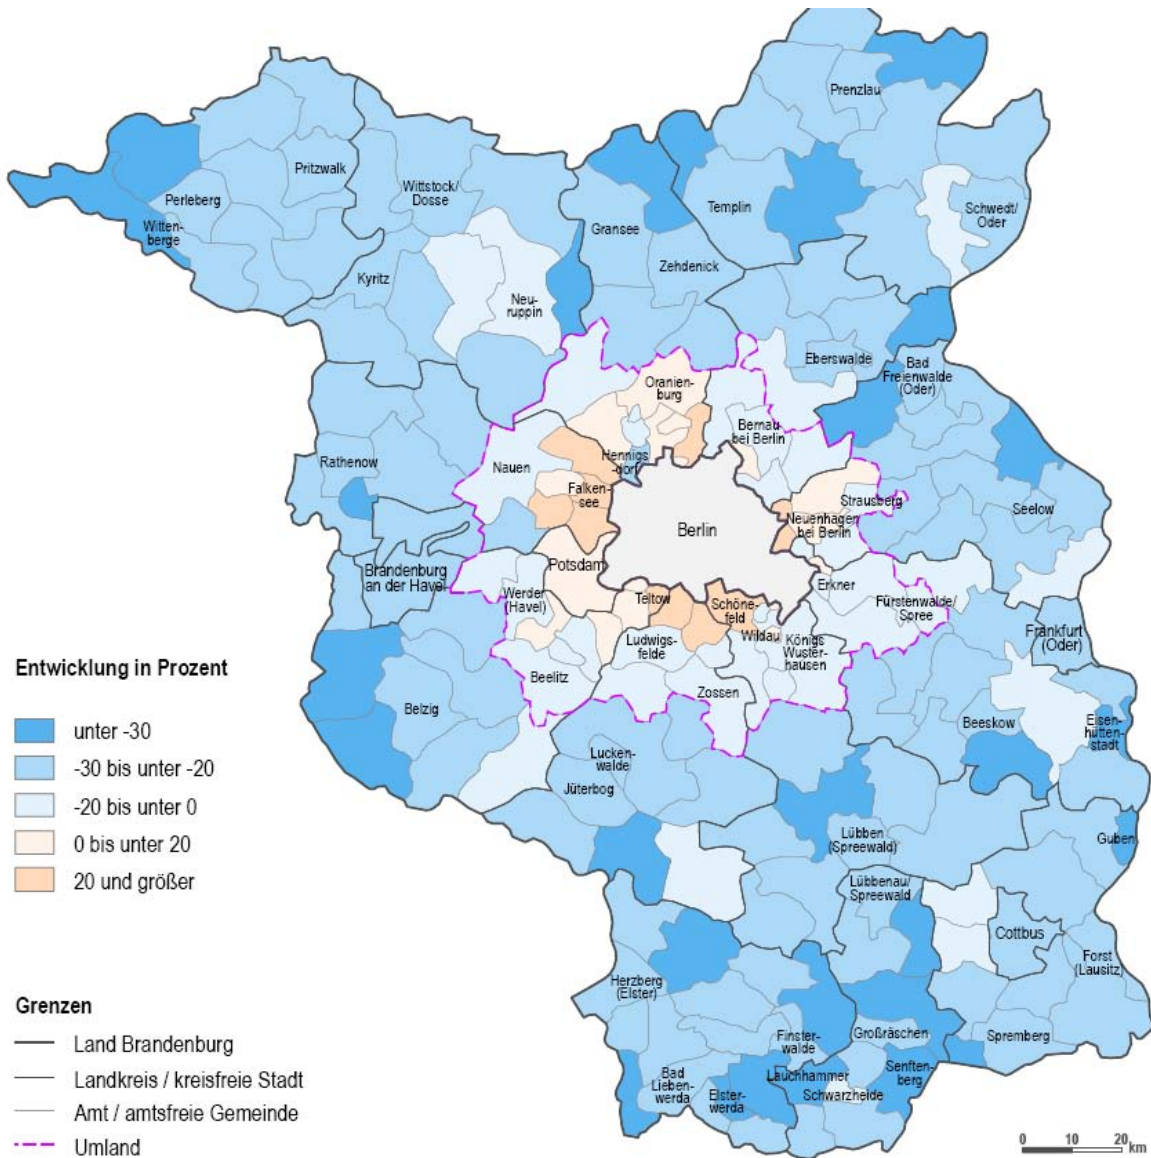 Prenzlau
Pritzwalk
Wittstock/
Dosse
Perleberg
Templin
Schwedt/
Oder
Witten-
berge
Gransee
Zehdenick
Kyritz
Neu-
ruppin
Eberswalde
Bad
Freienwalde
(Oder)
Oranien-
burg
Bernau
bei Berlin
Hennigs
-dorf
Nauen
Rathenow
Falken-
see
Strausberg
Seelow
Neuenhagen
bei Berlin
Berlin
Potsdam
Brandenburg
an der Havel
Werder
(Havel)
Erkner
Teltow
Schöne-
feld
Fürstenwalde/
Spree
Wildau
Frankfurt
(Oder)
Ludwigs-
felde
Königs
Wuster-
hausen
Beelitz
Zossen
Belzig
Beeskow
Eisen-
hütten-
stadt
Entwicklung in Prozent
unter -30
-30 bis unter -20
-20 bis unter 0
0 bis unter 20
20 und größer
Lucken-
walde
Jüterbog
Lübben
(Spreewald)
Guben
Lübbenau/
Spreewald
Cottbus
Forst
(Lausitz)
Herzberg
(Elster)
Finster-
walde
Großräschen
Spremberg
Bad
Lieben-
werda
Elster-
werda
Lauchhammer
Schwarzheide
Senften-
berg
Grenzen
Land Brandenburg
Landkreis / kreisfreie Stadt
Amt / amtsfreie Gemeinde
Umland
0 10 20 km